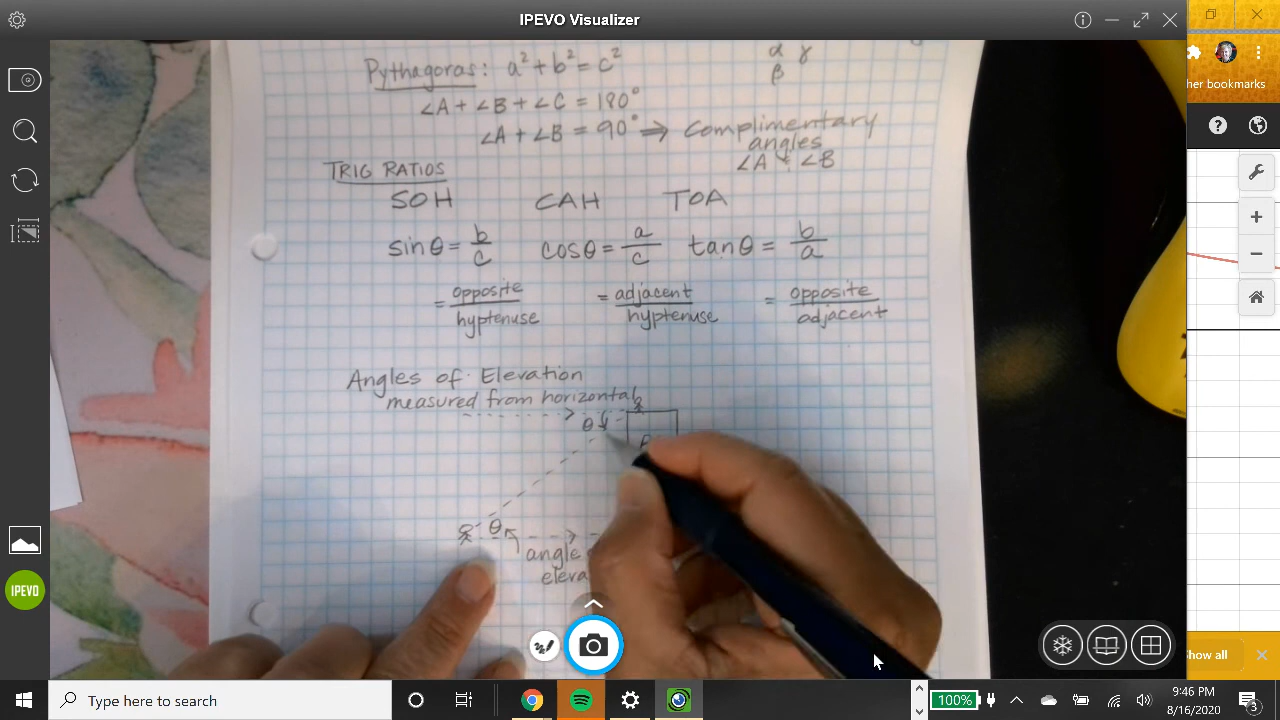 IPEVO Visualizer
her bookmarks
Pythagoras: a² + b² = c²
α γ
β
∠A + ∠B + ∠C = 180°
∠A + ∠B = 90° ⇒ Complimentary
angles
∠A & ∠B
TRIG RATIOS
SOH CAH TOA
sinθ = b/c cosθ = a/c tanθ = b/a
= opposite/hyptenuse = adjacent/hyptenuse = opposite/adjacent
Angles of Elevation
measured from horizontal
θ
θ
angle
eleva
IPEVO
Show all
Type here to search
100%
9:46 PM
8/16/2020
3